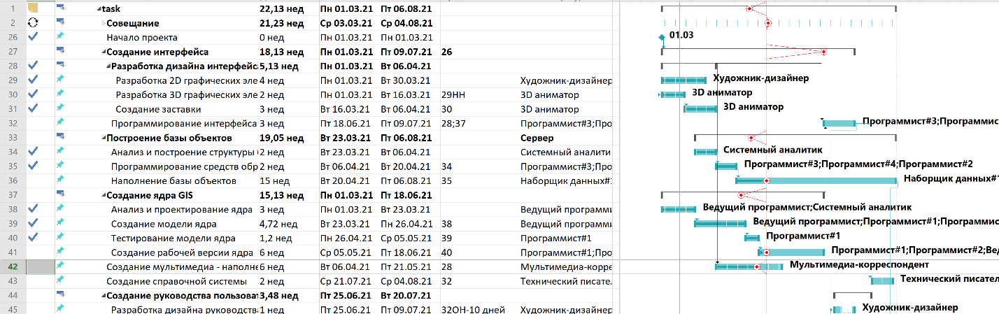 1 task 22,13 нед Пн 01.03.21 Пт 06.08.21
2 Совещание 21,23 нед Ср 03.03.21 Ср 04.08.21
26 Начало проекта 0 нед Пн 01.03.21 Пн 01.03.21 01.03
27 Создание интерфейса 18,13 нед Пн 01.03.21 Пт 09.07.21 26
28 Разработка дизайна интерфейс 5,13 нед Пн 01.03.21 Вт 06.04.21
29 Разработка 2D графических эле 4 нед Пн 01.03.21 Вт 30.03.21 Художник-дизайнер Художник-дизайнер
30 Разработка 3D графических эле 2 нед Пн 01.03.21 Вт 16.03.21 29НН 3D аниматор 3D аниматор
31 Создание заставки 3 нед Вт 16.03.21 Вт 06.04.21 30 3D аниматор 3D аниматор
32 Программирование интерфейса 3 нед Пт 18.06.21 Пт 09.07.21 28;37 Программист#3;Про Программист#3;Программис
33 Построение базы объектов 19,05 нед Вт 23.03.21 Пт 06.08.21 Сервер
34 Анализ и построение структуры 2 нед Вт 23.03.21 Вт 06.04.21 Системный аналити Системный аналитик
35 Программирование средств обр 2 нед Вт 06.04.21 Вт 20.04.21 34 Программист#3;Про Программист#3;Программист#4;Программист#2
36 Наполнение базы объектов 15 нед Вт 20.04.21 Пт 06.08.21 35 Наборщик данных#1 Наборщик данных#1
37 Создание ядра GIS 15,13 нед Пн 01.03.21 Пт 18.06.21
38 Анализ и проектирование ядра 3 нед Пн 01.03.21 Вт 23.03.21 Ведущий программ Ведущий программист;Системный аналитик
39 Создание модели ядра 4,72 нед Вт 23.03.21 Пн 26.04.21 38 Ведущий программ Ведущий программист;Программист#1;Программис
40 Тестирование модели ядра 1,2 нед Пн 26.04.21 Ср 05.05.21 39 Программист#1 Программист#1
41 Создание рабочей версии ядра 6 нед Ср 05.05.21 Пт 18.06.21 40 Программист#1;Про Программист#1;Программист#2;Вед
42 Создание мультимедиа - наполне 6 нед Вт 06.04.21 Пт 21.05.21 28 Мультимедиа-корре Мультимедиа-корреспондент
43 Создание справочной системы 2 нед Ср 21.07.21 Ср 04.08.21 32 Технический писате Технический писател
44 Создание руководства пользоват 3,48 нед Пт 25.06.21 Вт 20.07.21
45 Разработка дизайна руководства 1 нед Пт 25.06.21 Пт 09.07.21 32ОН-10 дней Художник-дизайнер Художник-дизайнер